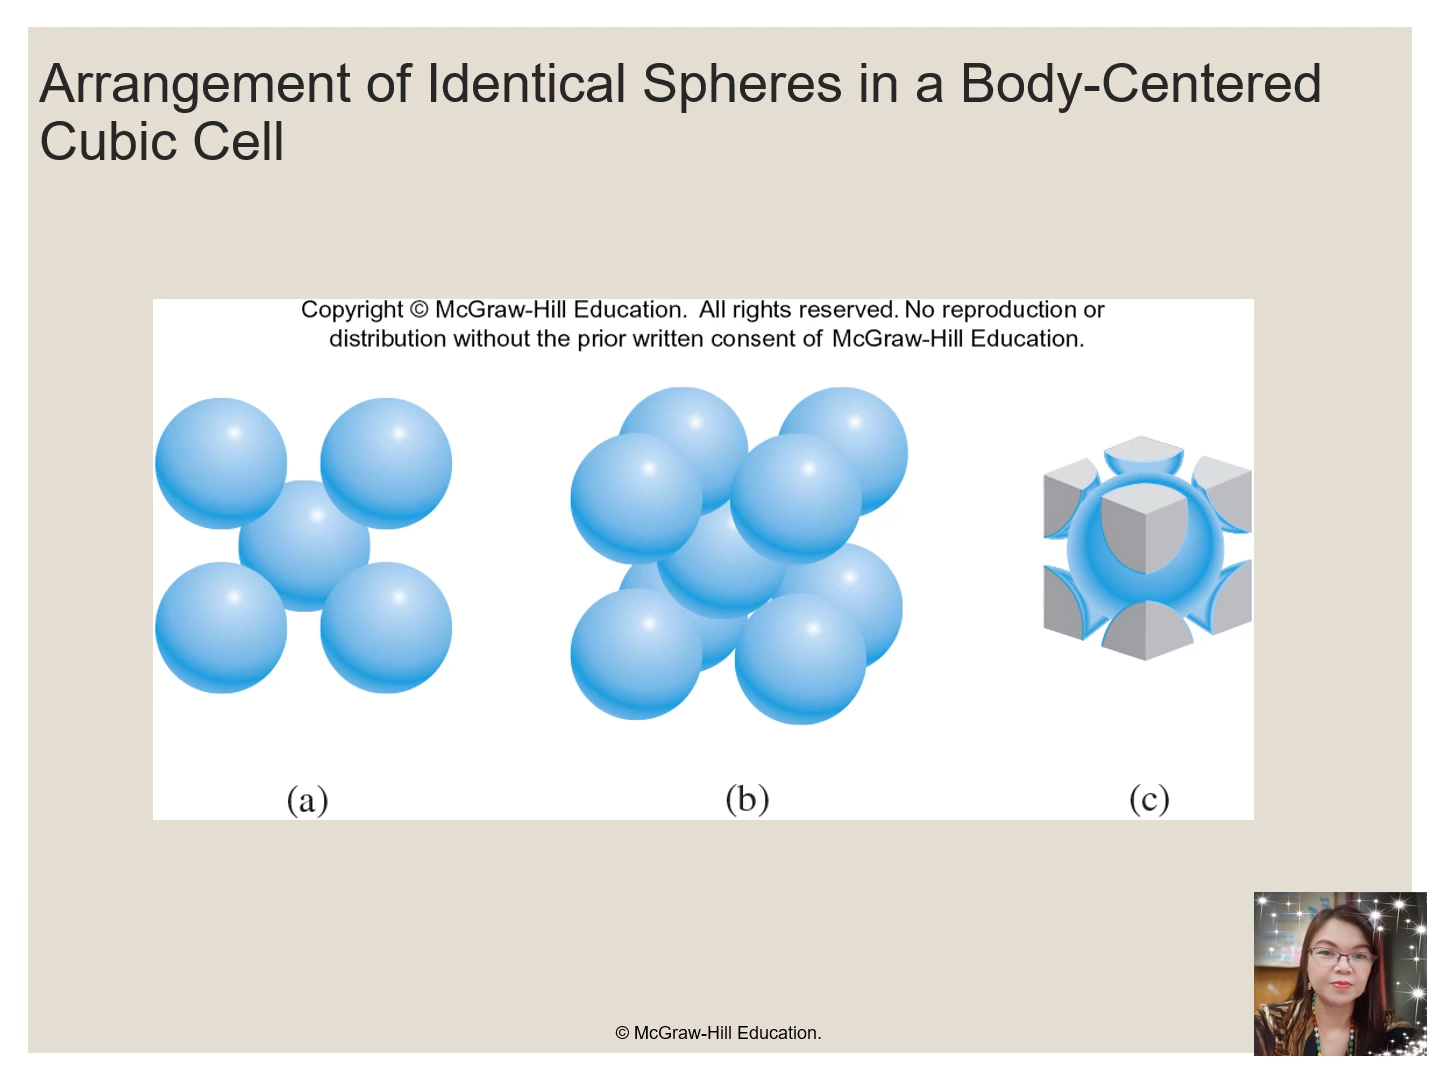 Arrangement of Identical Spheres in a Body-Centered
Cubic Cell
Copyright © McGraw-Hill Education. All rights reserved. No reproduction or
distribution without the prior written consent of McGraw-Hill Education.
(a) (b) (c)
© McGraw-Hill Education.